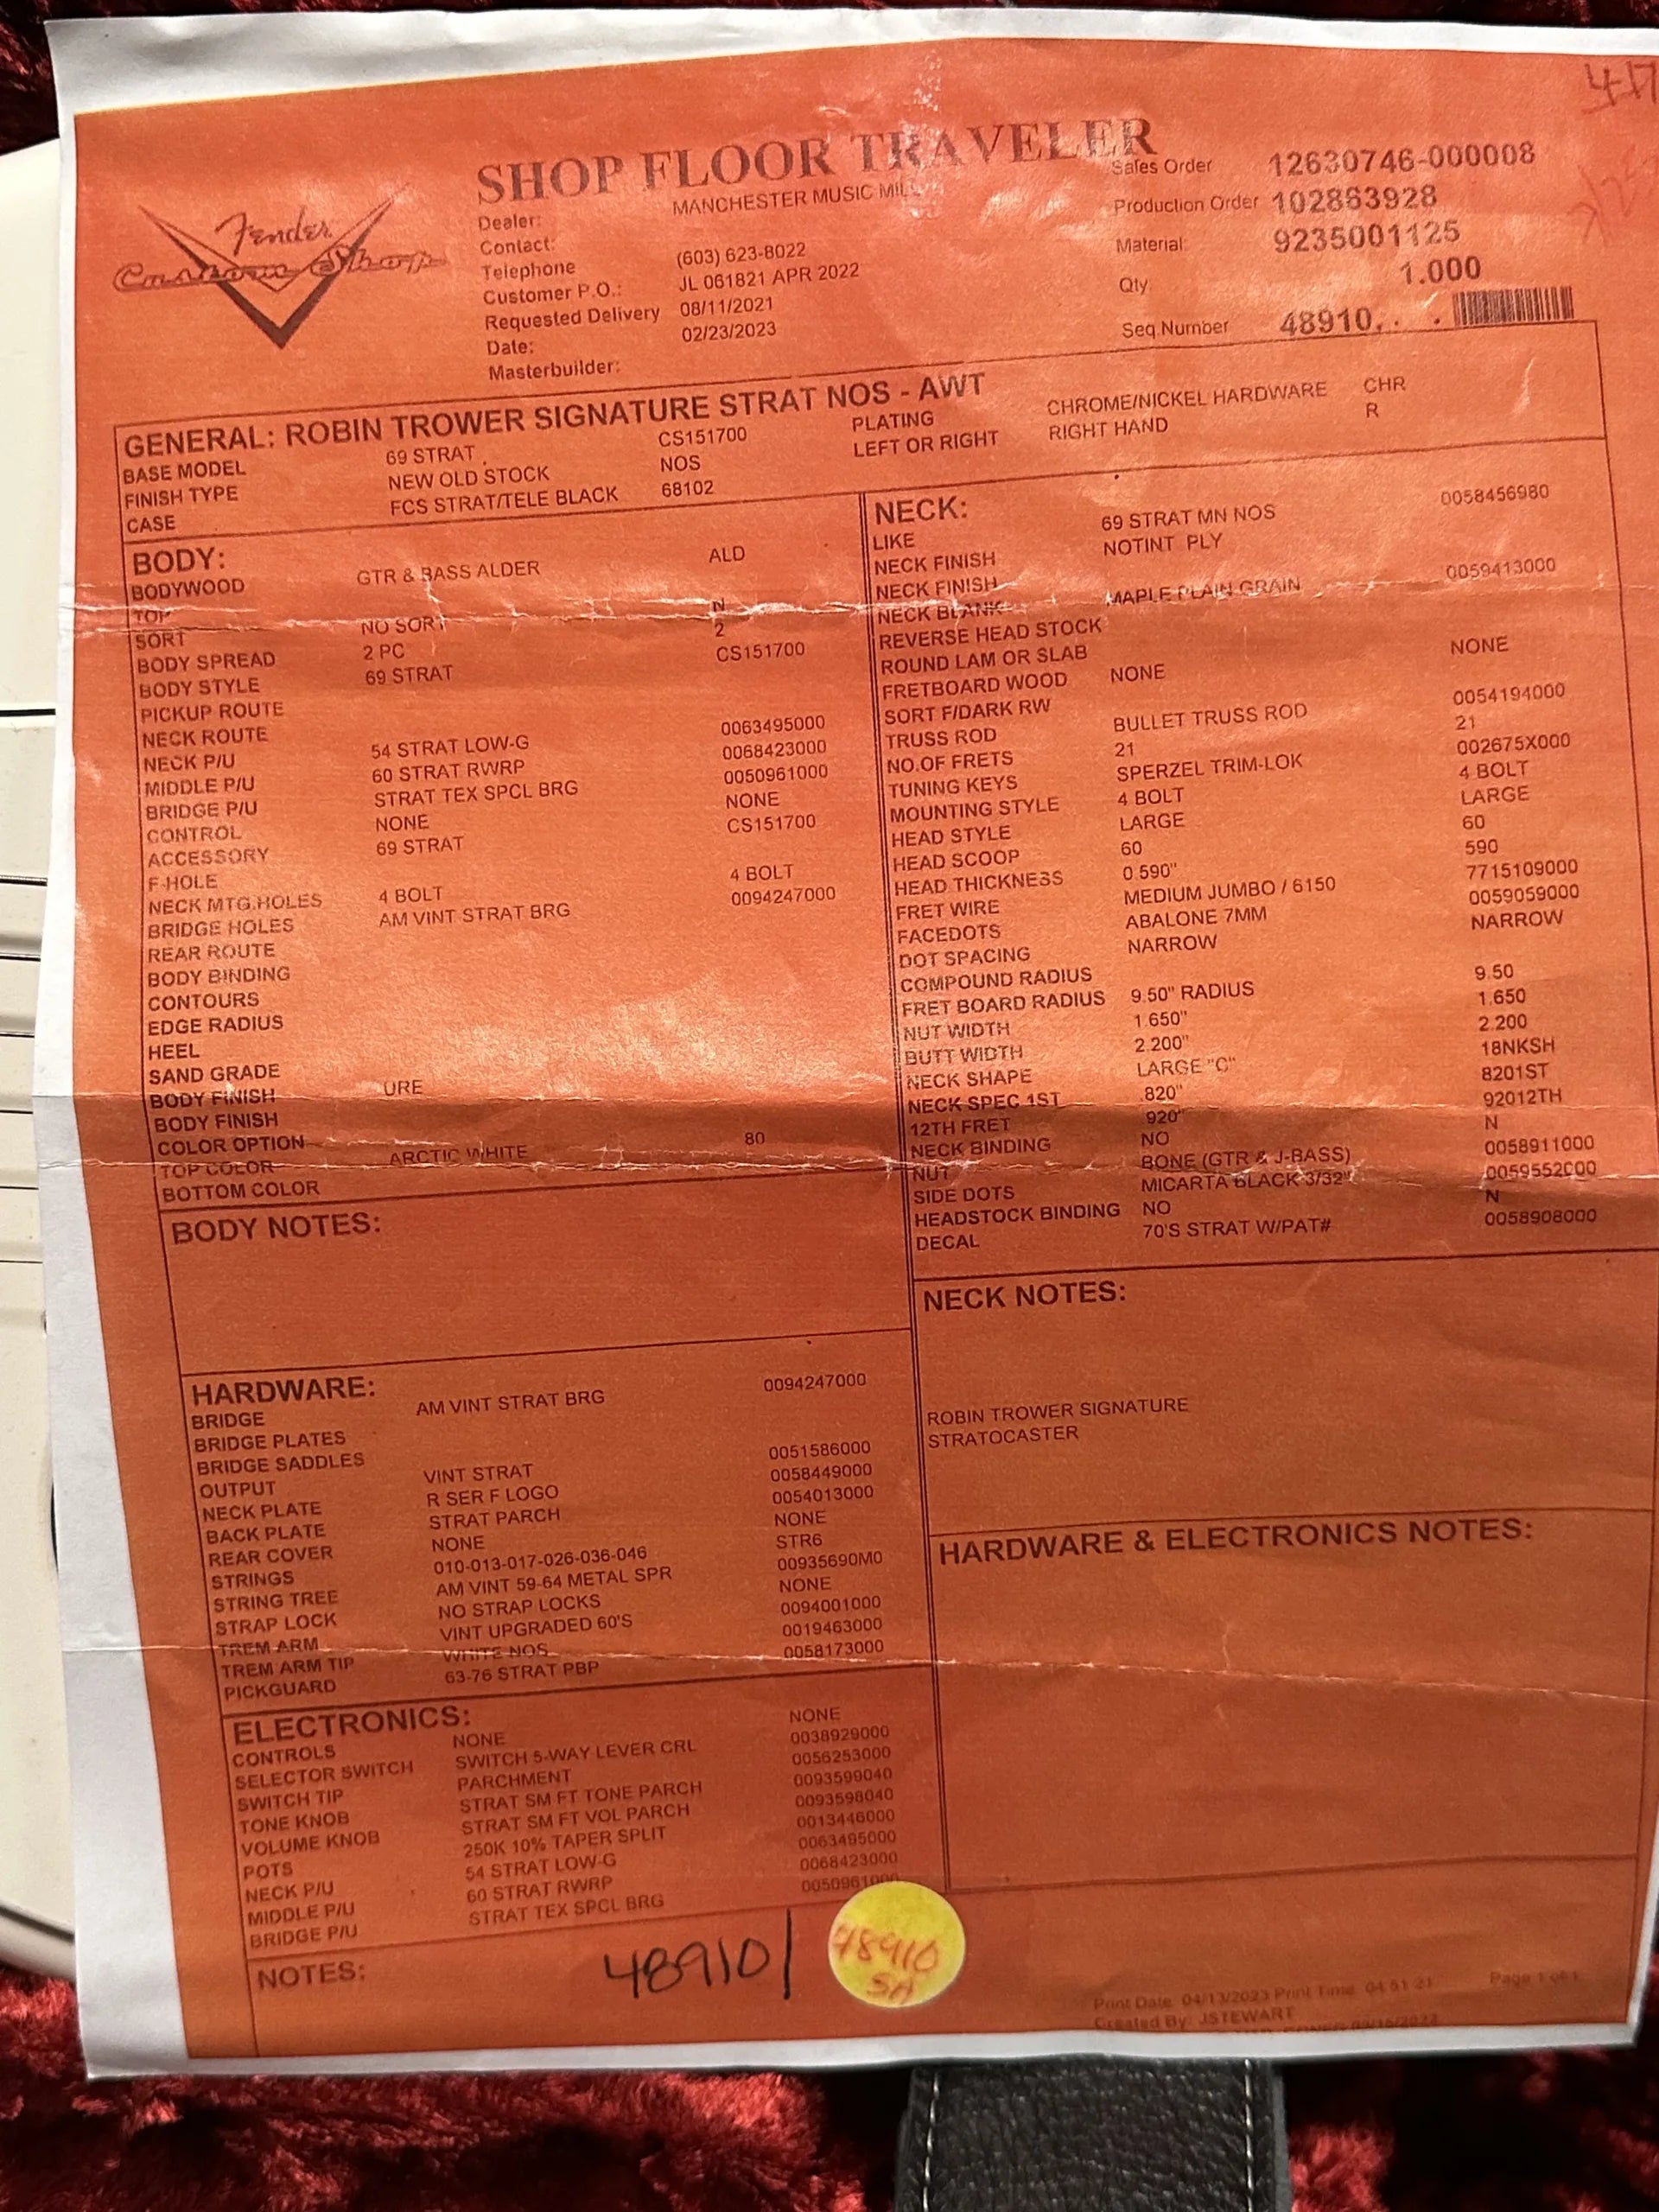 SHOP FLOOR TRAVELER
Fender
Custom Shop
Dealer: MANCHESTER MUSIC MILL
Contact:
Telephone (603) 623-8022
Customer P.O.: JL 061821 APR 2022
Requested Delivery 08/11/2021
Date: 02/23/2023
Masterbuilder:
Sales Order 12630746-000008
Production Order 102863928
Material: 9235001125
Qty: 1.000
Seq Number 48910
GENERAL: ROBIN TROWER SIGNATURE STRAT NOS - AWT
BASE MODEL 69 STRAT CS151700 PLATING CHROME/NICKEL HARDWARE CHR
FINISH TYPE NEW OLD STOCK NOS LEFT OR RIGHT RIGHT HAND R
CASE FCS STRAT/TELE BLACK 68102
BODY:
BODYWOOD GTR & BASS ALDER ALD
TOP
SORT NO SORT N
BODY SPREAD 2 PC 2
BODY STYLE 69 STRAT CS151700
PICKUP ROUTE
NECK ROUTE
NECK P/U 54 STRAT LOW-G 0063495000
MIDDLE P/U 60 STRAT RWRP 0068423000
BRIDGE P/U STRAT TEX SPCL BRG 0050961000
CONTROL NONE NONE
ACCESSORY 69 STRAT CS151700
F-HOLE
NECK MTG.HOLES 4 BOLT 4 BOLT
BRIDGE HOLES AM VINT STRAT BRG 0094247000
REAR ROUTE
BODY BINDING
CONTOURS
EDGE RADIUS
HEEL
SAND GRADE
BODY FINISH URE
BODY FINISH
COLOR OPTION
TOP COLOR ARCTIC WHITE 80
BOTTOM COLOR
BODY NOTES:
NECK:
LIKE 69 STRAT MN NOS 0058456980
NECK FINISH NOTINT PLY
NECK FINISH
NECK BLANK MAPLE PLAIN GRAIN 0059413000
REVERSE HEAD STOCK
ROUND LAM OR SLAB
FRETBOARD WOOD NONE NONE
SORT F/DARK RW
TRUSS ROD BULLET TRUSS ROD 0054194000
NO.OF FRETS 21 21
TUNING KEYS SPERZEL TRIM-LOK 002675X000
MOUNTING STYLE 4 BOLT 4 BOLT
HEAD STYLE LARGE LARGE
HEAD SCOOP 60 60
HEAD THICKNESS 0.590" 590
FRET WIRE MEDIUM JUMBO / 6150 7715109000
FACEDOTS ABALONE 7MM 0059059000
DOT SPACING NARROW NARROW
COMPOUND RADIUS
FRET BOARD RADIUS 9.50" RADIUS 9.50
NUT WIDTH 1.650" 1.650
BUTT WIDTH 2.200" 2.200
NECK SHAPE LARGE "C" 18NKSH
NECK SPEC 1ST .820" 8201ST
12TH FRET .920" 92012TH
NECK BINDING NO N
NUT BONE (GTR & J-BASS) 0058911000
SIDE DOTS MICARTA BLACK 3/32" 0059552000
HEADSTOCK BINDING NO N
DECAL 70'S STRAT W/PAT# 0058908000
NECK NOTES:
ROBIN TROWER SIGNATURE
STRATOCASTER
HARDWARE:
BRIDGE AM VINT STRAT BRG 0094247000
BRIDGE PLATES
BRIDGE SADDLES
OUTPUT VINT STRAT 0051586000
NECK PLATE R SER F LOGO 0058449000
BACK PLATE STRAT PARCH 0054013000
REAR COVER NONE NONE
STRINGS 010-013-017-026-036-046 STR6
STRING TREE AM VINT 59-64 METAL SPR 00935690M0
STRAP LOCK NO STRAP LOCKS NONE
TREM ARM VINT UPGRADED 60'S 0094001000
TREM ARM TIP WHITE NOS 0019463000
PICKGUARD 63-76 STRAT PBP 0058173000
HARDWARE & ELECTRONICS NOTES:
ELECTRONICS:
CONTROLS NONE NONE
SELECTOR SWITCH SWITCH 5-WAY LEVER CRL 0038929000
SWITCH TIP PARCHMENT 0056253000
TONE KNOB STRAT SM FT TONE PARCH 0093599040
VOLUME KNOB STRAT SM FT VOL PARCH 0093598040
POTS 250K 10% TAPER SPLIT 0013446000
NECK P/U 54 STRAT LOW-G 0063495000
MIDDLE P/U 60 STRAT RWRP 0068423000
BRIDGE P/U STRAT TEX SPCL BRG 0050961000
NOTES:
48910
48910
SA
Print Date 04/13/2023 Print Time 04:51:21 Page 1 of 1
Created By: JSTEWART